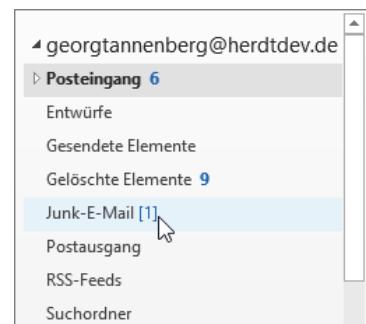 georgtannenberg@herdtdev.de
Posteingang 6
Entwürfe
Gesendete Elemente
Gelöschte Elemente 9
Junk-E-Mail [1]
Postausgang
RSS-Feeds
Suchordner